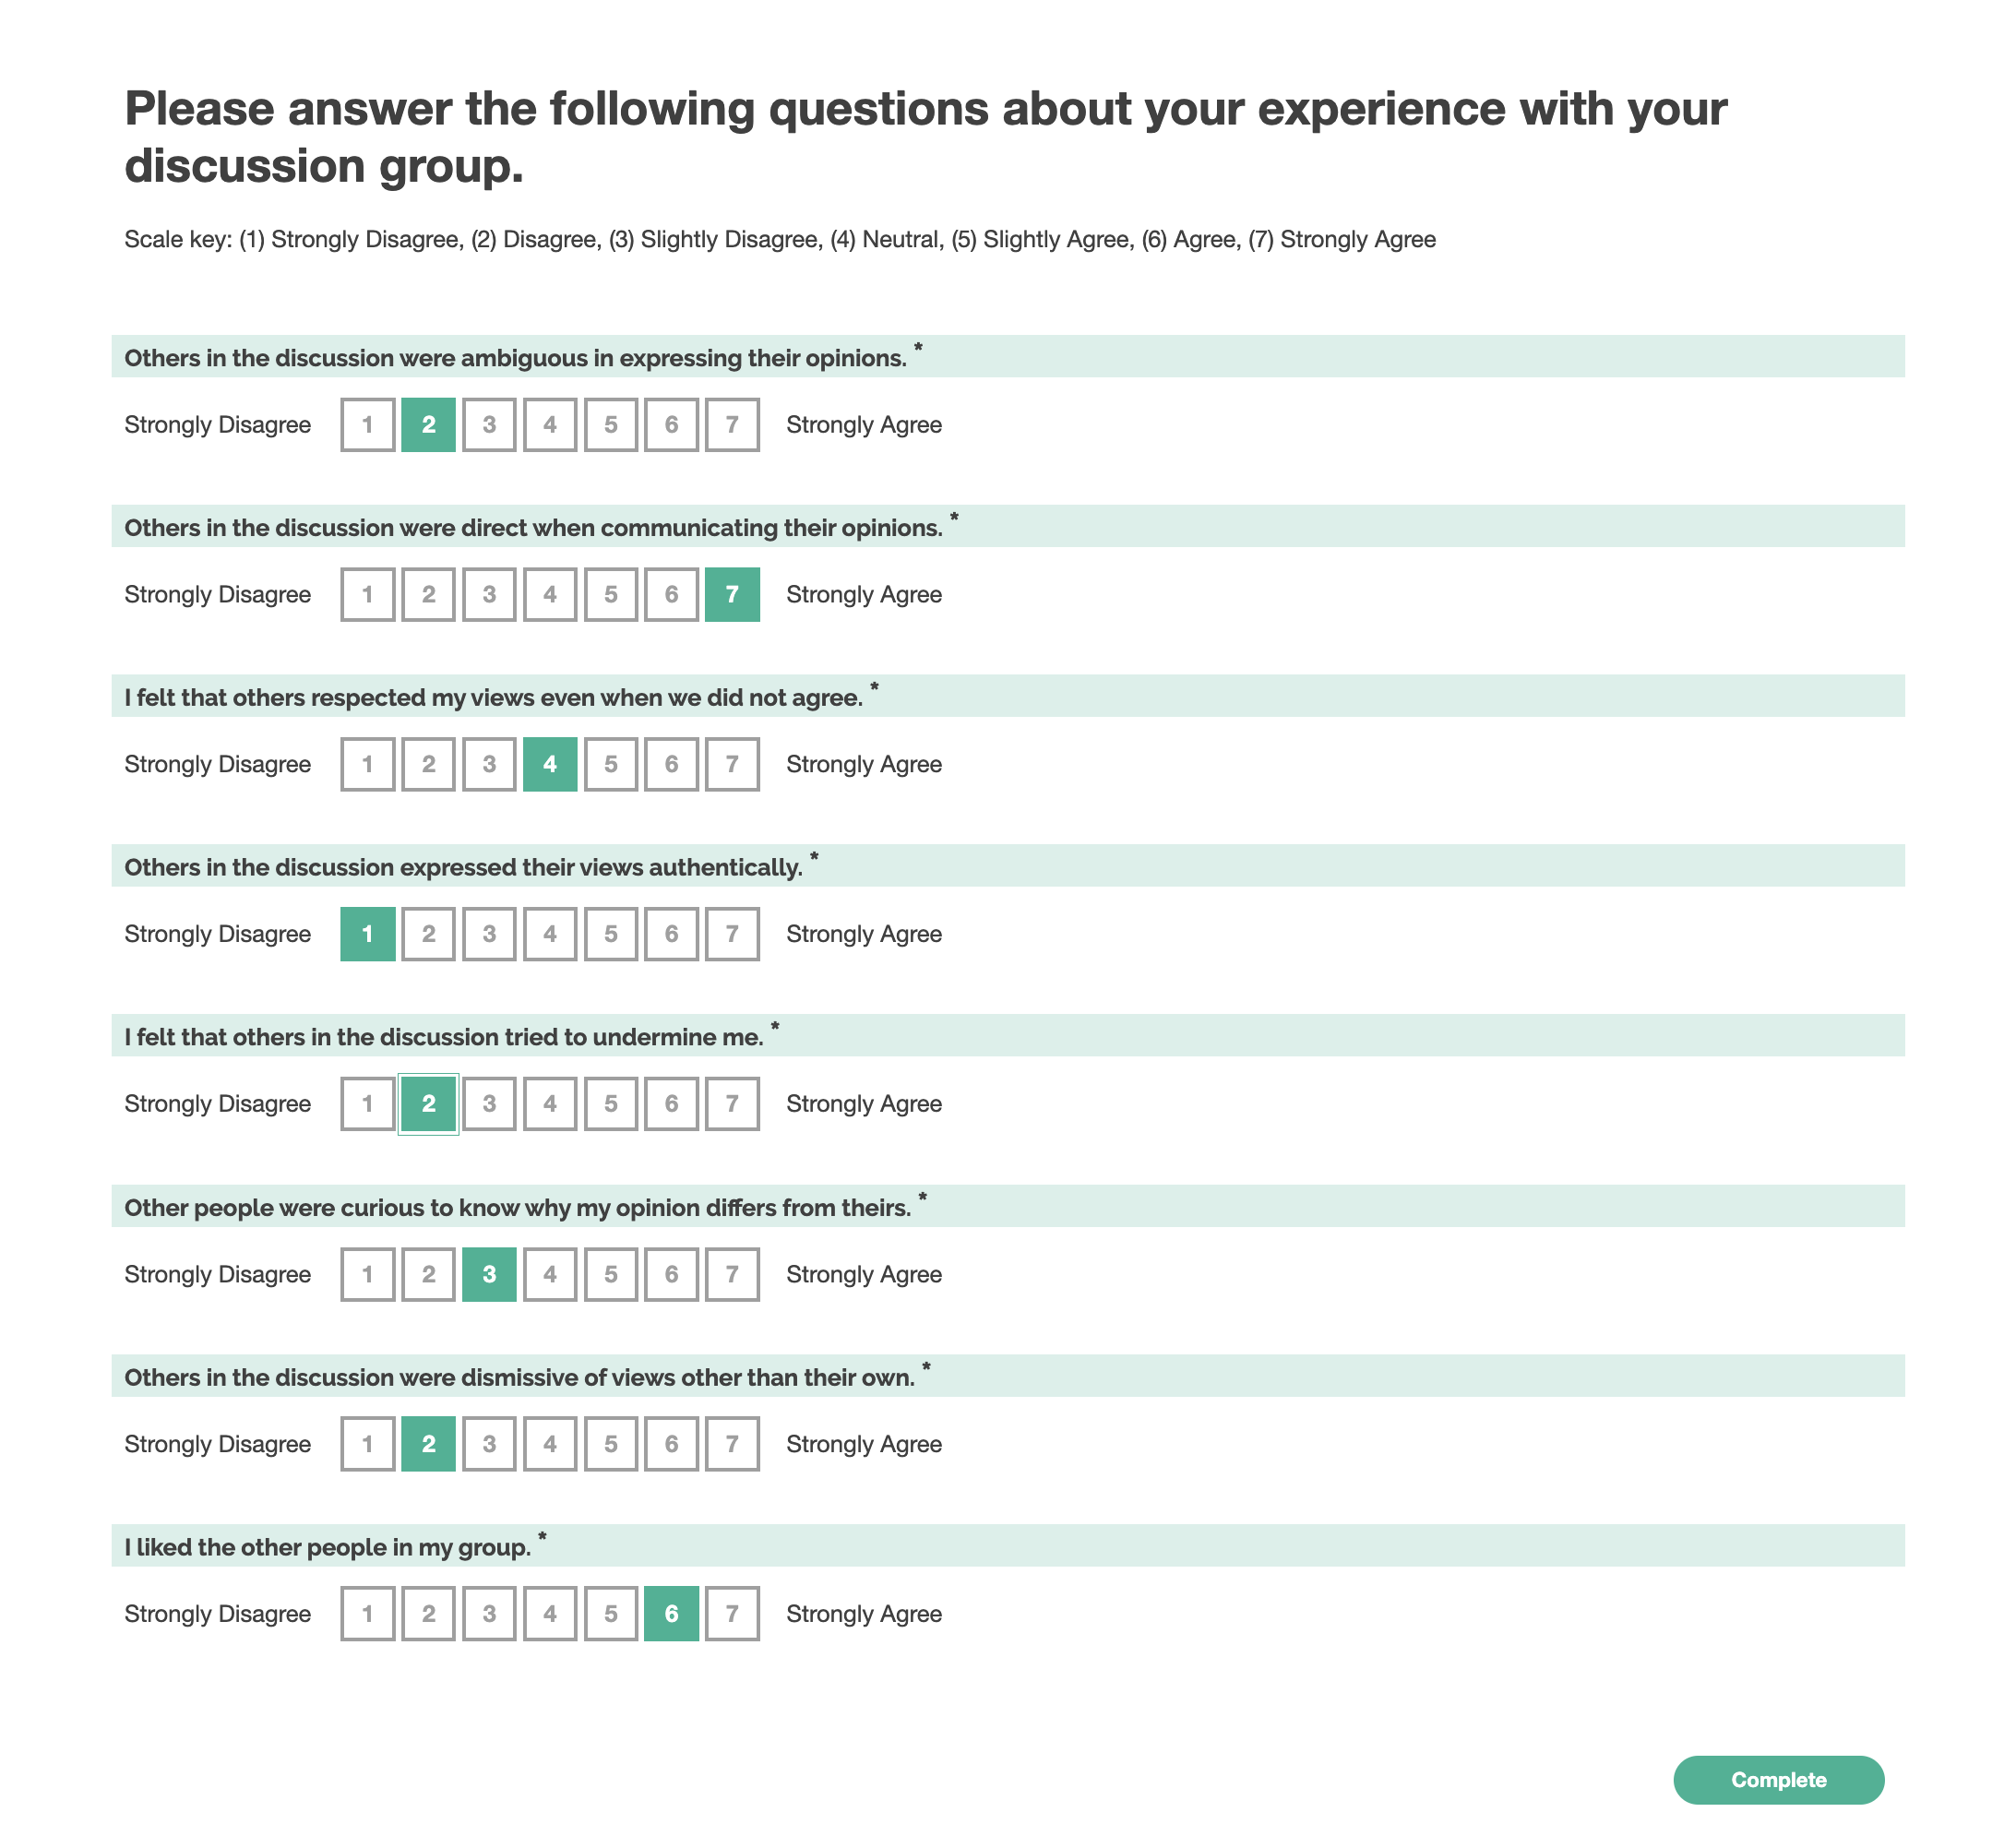 Please answer the following questions about your experience with your
discussion group.
Scale key: (1) Strongly Disagree, (2) Disagree, (3) Slightly Disagree, (4) Neutral, (5) Slightly Agree, (6) Agree, (7) Strongly Agree
Others in the discussion were ambiguous in expressing their opinions. *
Strongly Disagree 1 2 3 4 5 6 7 Strongly Agree
Others in the discussion were direct when communicating their opinions. *
Strongly Disagree 1 2 3 4 5 6 7 Strongly Agree
I felt that others respected my views even when we did not agree. *
Strongly Disagree 1 2 3 4 5 6 7 Strongly Agree
Others in the discussion expressed their views authentically. *
Strongly Disagree 1 2 3 4 5 6 7 Strongly Agree
I felt that others in the discussion tried to undermine me. *
Strongly Disagree 1 2 3 4 5 6 7 Strongly Agree
Other people were curious to know why my opinion differs from theirs. *
Strongly Disagree 1 2 3 4 5 6 7 Strongly Agree
Others in the discussion were dismissive of views other than their own. *
Strongly Disagree 1 2 3 4 5 6 7 Strongly Agree
I liked the other people in my group. *
Strongly Disagree 1 2 3 4 5 6 7 Strongly Agree
Complete